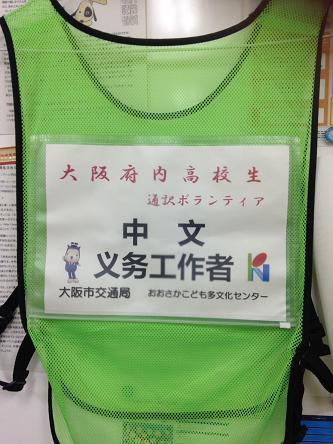 大阪府内高校生
通訳ボランティア
中文
义务工作者
大阪市交通局 おおさかこども多文化センター